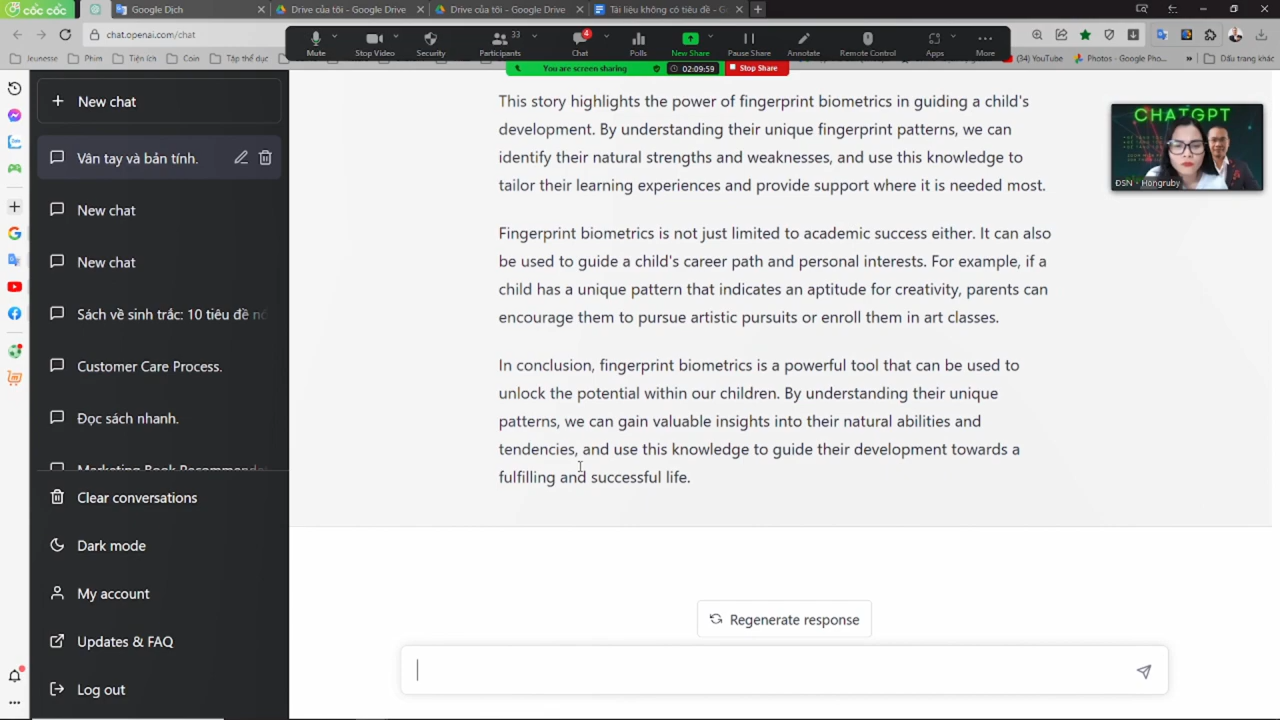 cốc cốc
Google Dịch
Drive của tôi - Google Drive
Drive của tôi - Google Drive
Tài liệu không có tiêu đề - G
chat.openai.com/chat
Mute
Stop Video
Security
Participants
33
Chat
4
Polls
New Share
Pause Share
Annotate
Remote Control
Apps
More
You are screen sharing
02:09:59
Stop Share
Jeunesse
Phim
Tiện ích
Coin
Tập thể dục
(34) YouTube
Photos - Google Pho...
»
Dấu trang khác
New chat
Vân tay và bản tính.
New chat
New chat
Sách về sinh trắc: 10 tiêu đề nổ
Customer Care Process.
Đọc sách nhanh.
Marketing Book Recommendat
Clear conversations
Dark mode
My account
Updates & FAQ
Log out
This story highlights the power of fingerprint biometrics in guiding a child's
development. By understanding their unique fingerprint patterns, we can
identify their natural strengths and weaknesses, and use this knowledge to
tailor their learning experiences and provide support where it is needed most.
Fingerprint biometrics is not just limited to academic success either. It can also
be used to guide a child's career path and personal interests. For example, if a
child has a unique pattern that indicates an aptitude for creativity, parents can
encourage them to pursue artistic pursuits or enroll them in art classes.
In conclusion, fingerprint biometrics is a powerful tool that can be used to
unlock the potential within our children. By understanding their unique
patterns, we can gain valuable insights into their natural abilities and
tendencies, and use this knowledge to guide their development towards a
fulfilling and successful life.
Regenerate response
CHATGPT
ĐSN - Hongruby